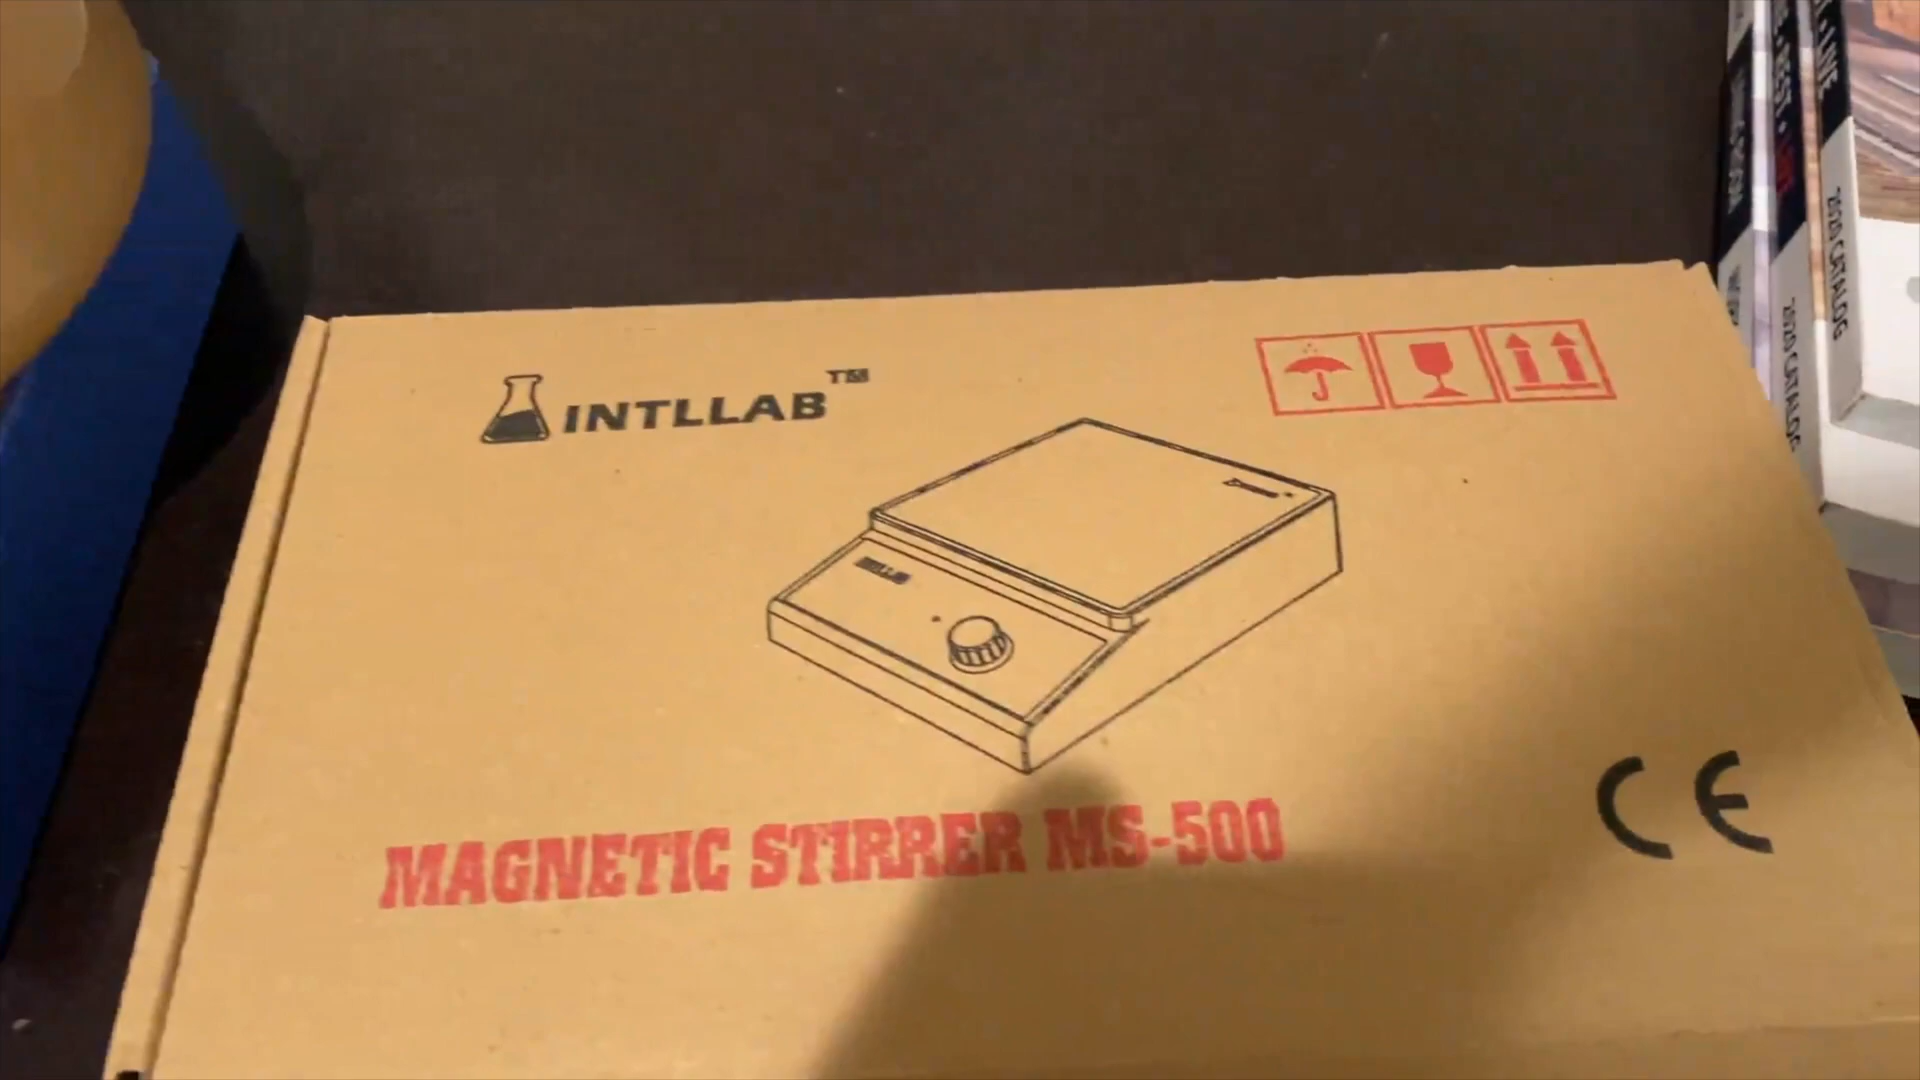 INTLLAB™
MAGNETIC STIRRER MS-500
CE
2020 CATALOG
2020 CATALOG